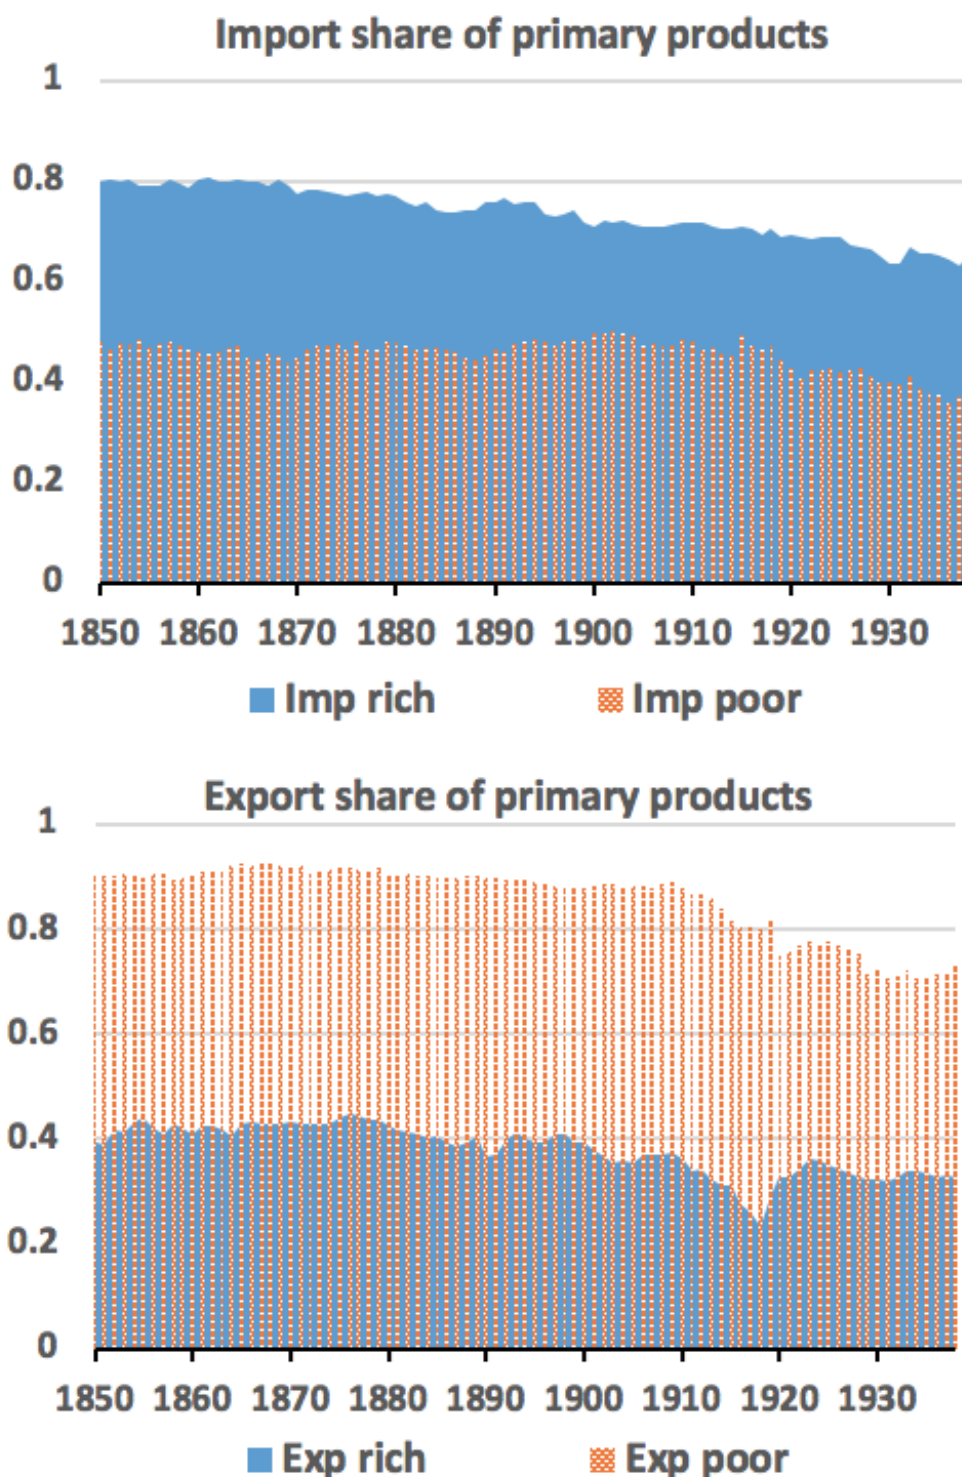 Import share of primary products
1
0.8
0.6
0.4
0.2
0
1850 1860 1870 1880 1890 1900 1910 1920 1930
Imp rich Imp poor
Export share of primary products
1
0.8
0.6
0.4
0.2
0
1850 1860 1870 1880 1890 1900 1910 1920 1930
Exp rich Exp poor